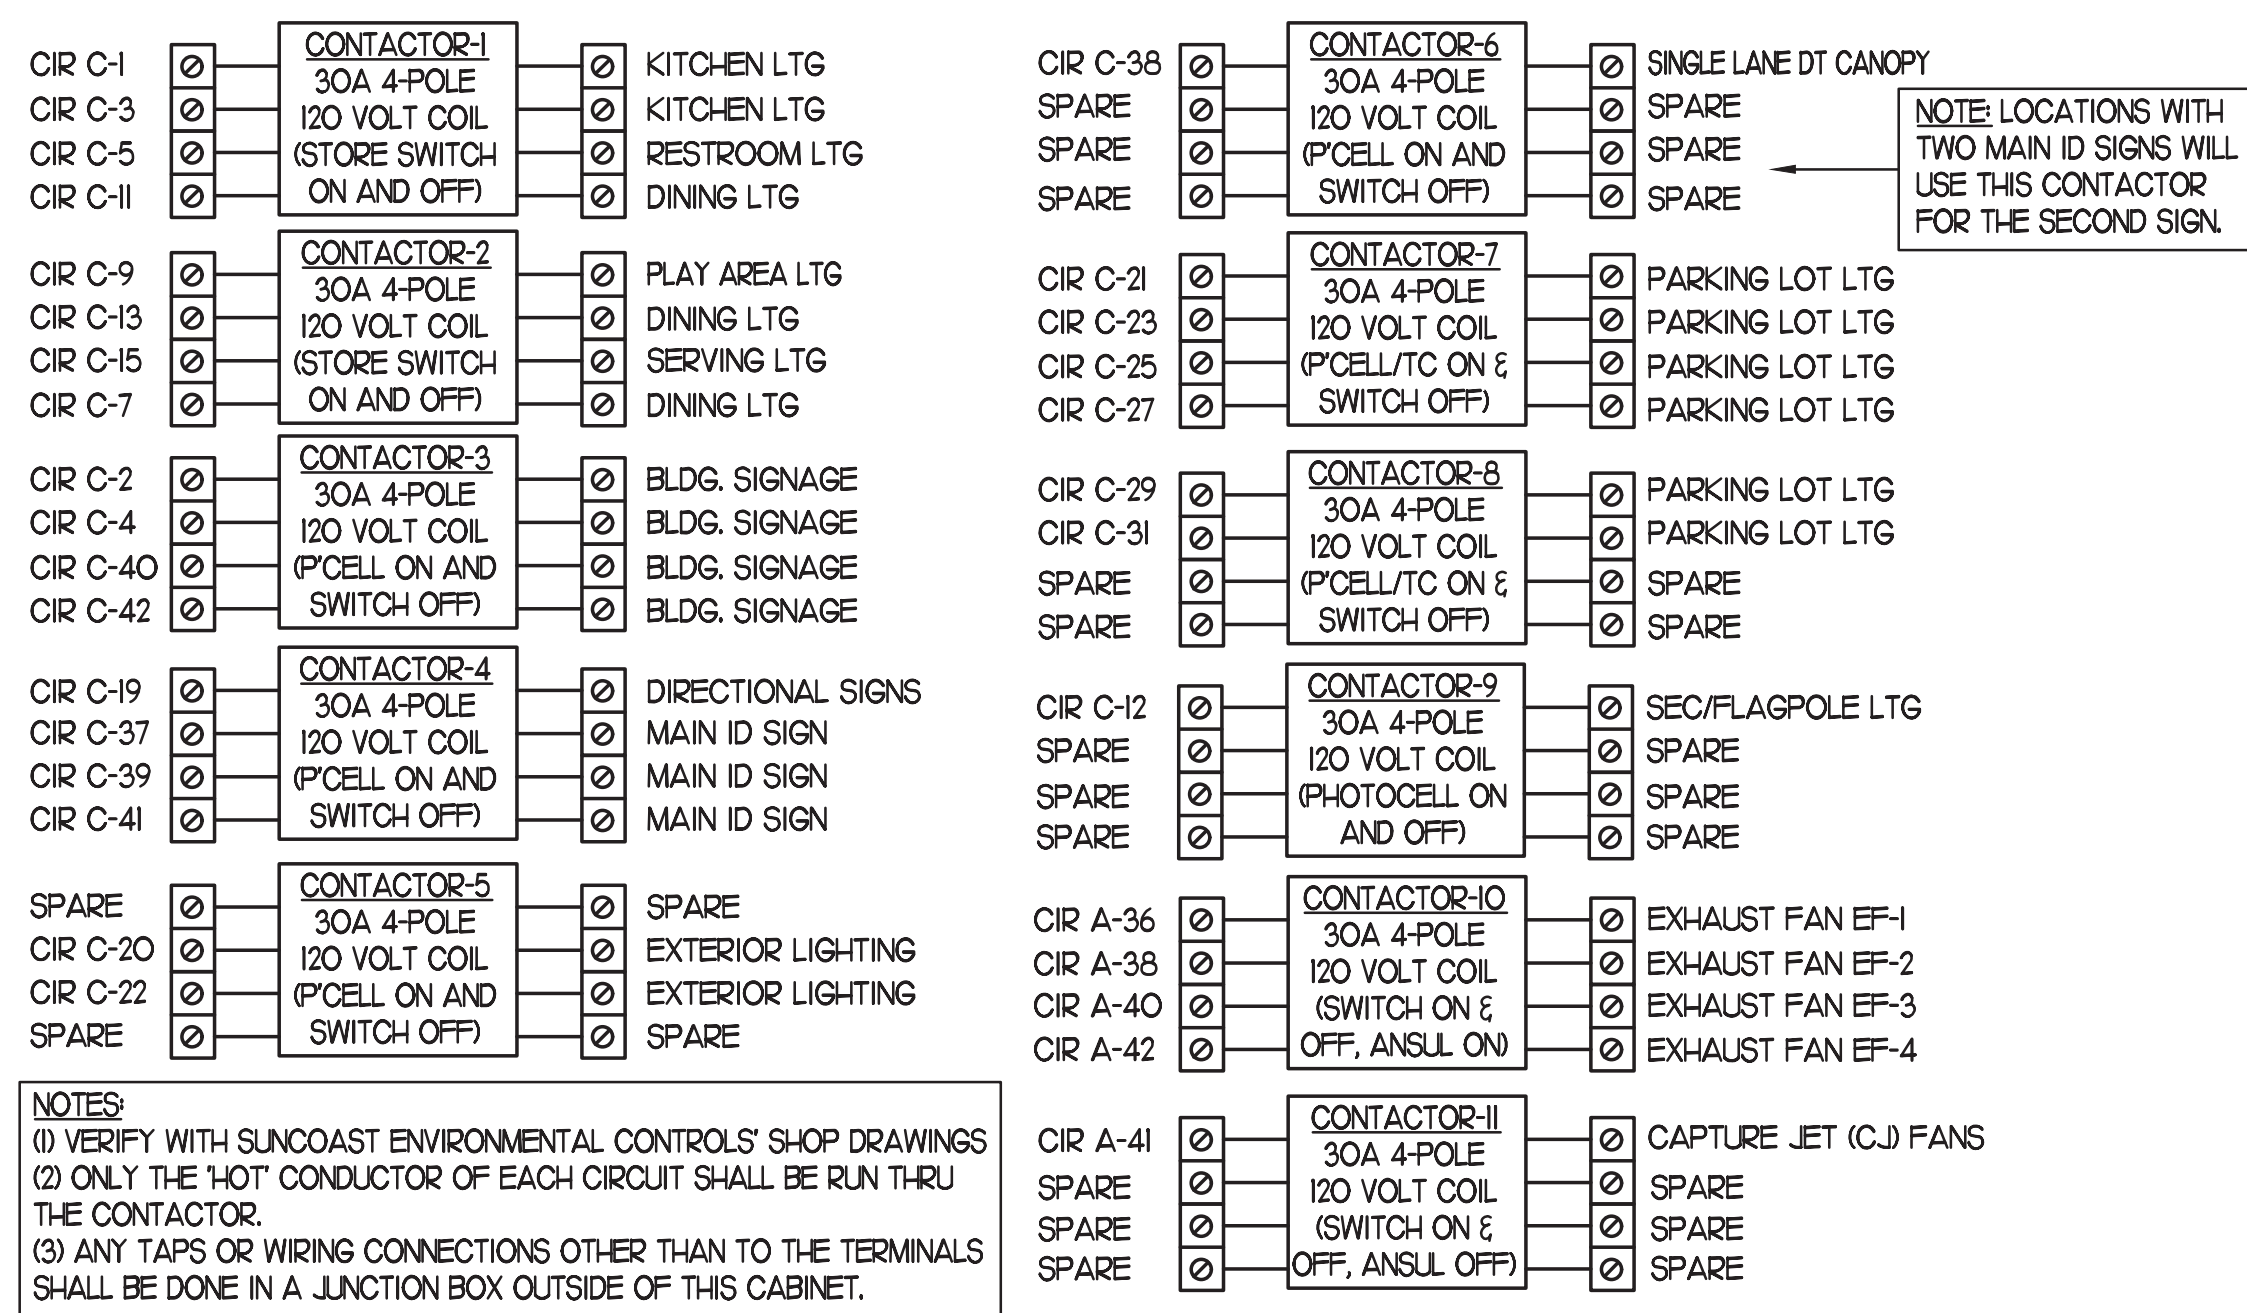 CIR C-1
CIR C-3
CIR C-5
CIR C-11
CONTACTOR-1
30A 4-POLE
120 VOLT COIL
(STORE SWITCH
ON AND OFF)
KITCHEN LTG
KITCHEN LTG
RESTROOM LTG
DINING LTG
CIR C-9
CIR C-13
CIR C-15
CIR C-7
CONTACTOR-2
30A 4-POLE
120 VOLT COIL
(STORE SWITCH
ON AND OFF)
PLAY AREA LTG
DINING LTG
SERVING LTG
DINING LTG
CIR C-2
CIR C-4
CIR C-40
CIR C-42
CONTACTOR-3
30A 4-POLE
120 VOLT COIL
(P'CELL ON AND
SWITCH OFF)
BLDG. SIGNAGE
BLDG. SIGNAGE
BLDG. SIGNAGE
BLDG. SIGNAGE
CIR C-19
CIR C-37
CIR C-39
CIR C-41
CONTACTOR-4
30A 4-POLE
120 VOLT COIL
(P'CELL ON AND
SWITCH OFF)
DIRECTIONAL SIGNS
MAIN ID SIGN
MAIN ID SIGN
MAIN ID SIGN
SPARE
CIR C-20
CIR C-22
SPARE
CONTACTOR-5
30A 4-POLE
120 VOLT COIL
(P'CELL ON AND
SWITCH OFF)
SPARE
EXTERIOR LIGHTING
EXTERIOR LIGHTING
SPARE
NOTES:
(1) VERIFY WITH SUNCOAST ENVIRONMENTAL CONTROLS' SHOP DRAWINGS
(2) ONLY THE 'HOT' CONDUCTOR OF EACH CIRCUIT SHALL BE RUN THRU
THE CONTACTOR.
(3) ANY TAPS OR WIRING CONNECTIONS OTHER THAN TO THE TERMINALS
SHALL BE DONE IN A JUNCTION BOX OUTSIDE OF THIS CABINET.
CIR C-38
SPARE
SPARE
SPARE
CONTACTOR-6
30A 4-POLE
120 VOLT COIL
(P'CELL ON AND
SWITCH OFF)
SINGLE LANE DT CANOPY
SPARE
SPARE
SPARE
NOTE: LOCATIONS WITH
TWO MAIN ID SIGNS WILL
USE THIS CONTACTOR
FOR THE SECOND SIGN.
CIR C-21
CIR C-23
CIR C-25
CIR C-27
CONTACTOR-7
30A 4-POLE
120 VOLT COIL
(P'CELL/TC ON &
SWITCH OFF)
PARKING LOT LTG
PARKING LOT LTG
PARKING LOT LTG
PARKING LOT LTG
CIR C-29
CIR C-31
SPARE
SPARE
CONTACTOR-8
30A 4-POLE
120 VOLT COIL
(P'CELL/TC ON &
SWITCH OFF)
PARKING LOT LTG
PARKING LOT LTG
SPARE
SPARE
CIR C-12
SPARE
SPARE
SPARE
CONTACTOR-9
30A 4-POLE
120 VOLT COIL
(PHOTOCELL ON
AND OFF)
SEC/FLAGPOLE LTG
SPARE
SPARE
SPARE
CIR A-36
CIR A-38
CIR A-40
CIR A-42
CONTACTOR-10
30A 4-POLE
120 VOLT COIL
(SWITCH ON &
OFF, ANSUL ON)
EXHAUST FAN EF-1
EXHAUST FAN EF-2
EXHAUST FAN EF-3
EXHAUST FAN EF-4
CIR A-41
SPARE
SPARE
SPARE
CONTACTOR-11
30A 4-POLE
120 VOLT COIL
(SWITCH ON &
OFF, ANSUL OFF)
CAPTURE JET (CJ) FANS
SPARE
SPARE
SPARE